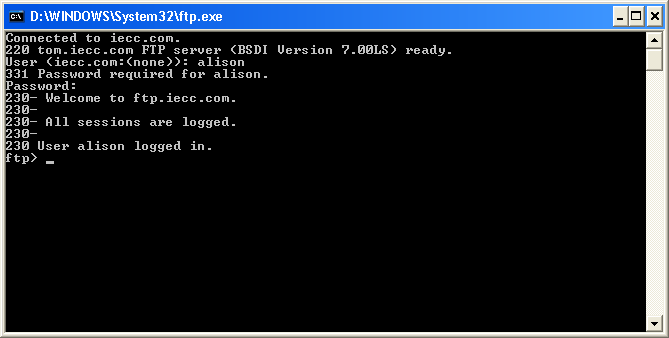 D:\WINDOWS\System32\ftp.exe
Connected to iecc.com.
220 tom.iecc.com FTP server (BSDI Version 7.00LS) ready.
User (iecc.com:(none)): alison
331 Password required for alison.
Password:
230- Welcome to ftp.iecc.com.
230-
230- All sessions are logged.
230-
230 User alison logged in.
ftp> _